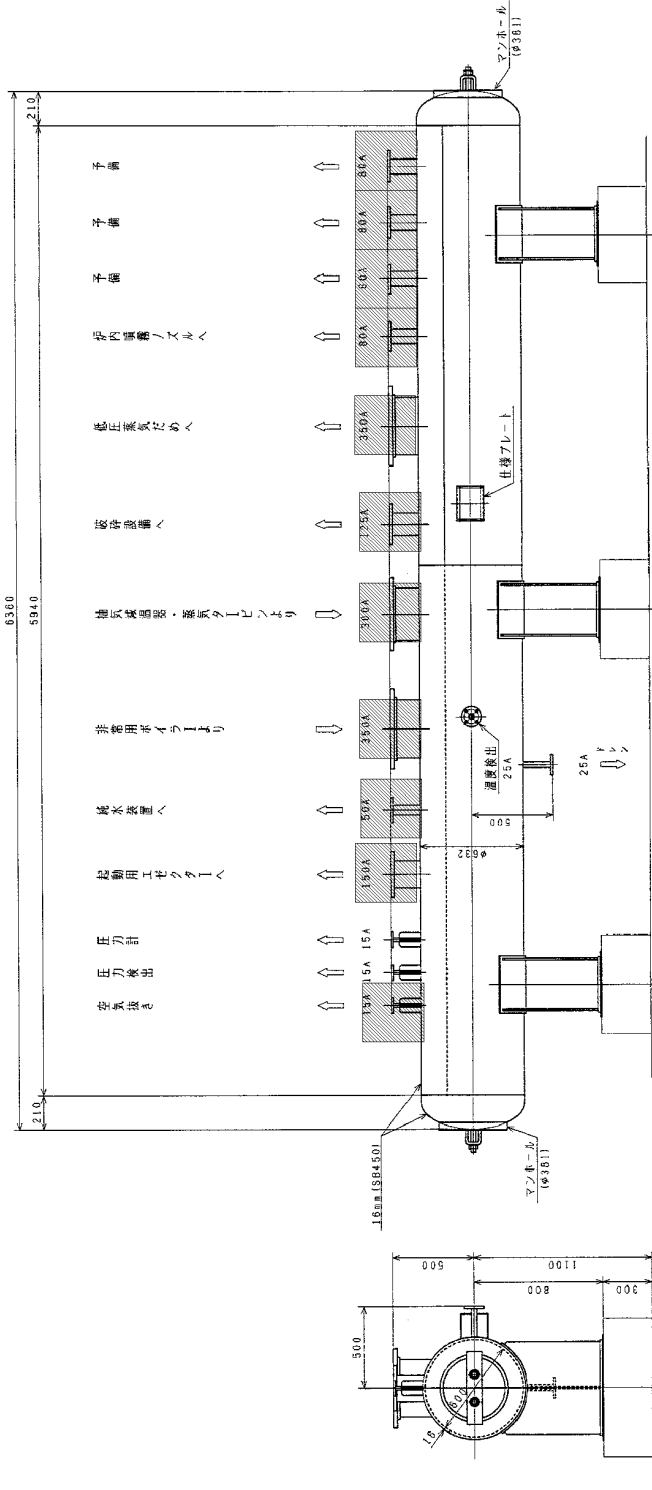 6360
210
5940
210
予備
予備
予備
炉内噴霧ノズルへ
低圧蒸気だめへ
破砕設備へ
抽気減温器・蒸気タービンより
非常用ボイラーより
純水装置へ
起動用エゼクターへ
圧力計
圧力検出
空気抜き
80A
80A
80A
80A
350A
125A
300A
350A
50A
150A
15A
15A
15A
マンホール
(φ381)
仕様プレート
温度検出
25A
25A
ドレン
500
φ632
16mm(SB450)
マンホール
(φ381)
500
500
1100
800
300
600
16